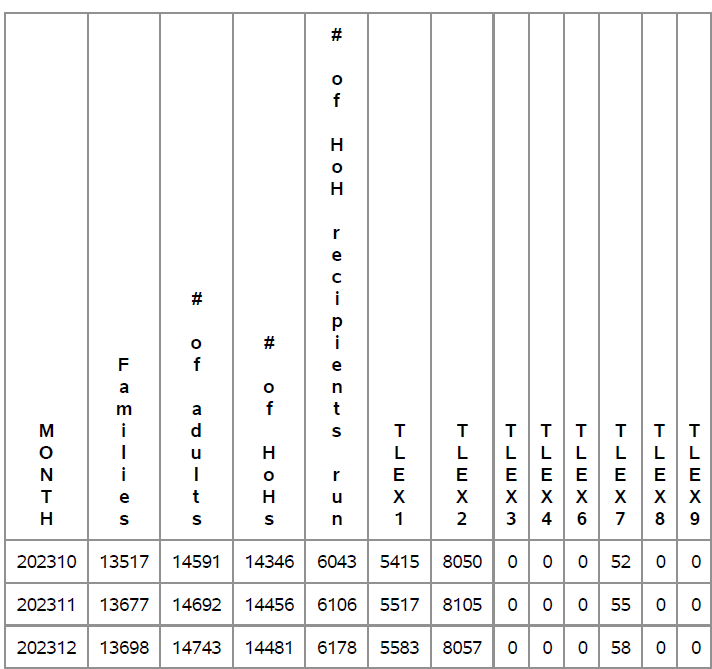 MONTH Families # of adults # of HoHs # of HoH recipients run TLEX1 TLEX2 TLEX3 TLEX4 TLEX6 TLEX7 TLEX8 TLEX9
202310 13517 14591 14346 6043 5415 8050 0 0 0 52 0 0
202311 13677 14692 14456 6106 5517 8105 0 0 0 55 0 0
202312 13698 14743 14481 6178 5583 8057 0 0 0 58 0 0